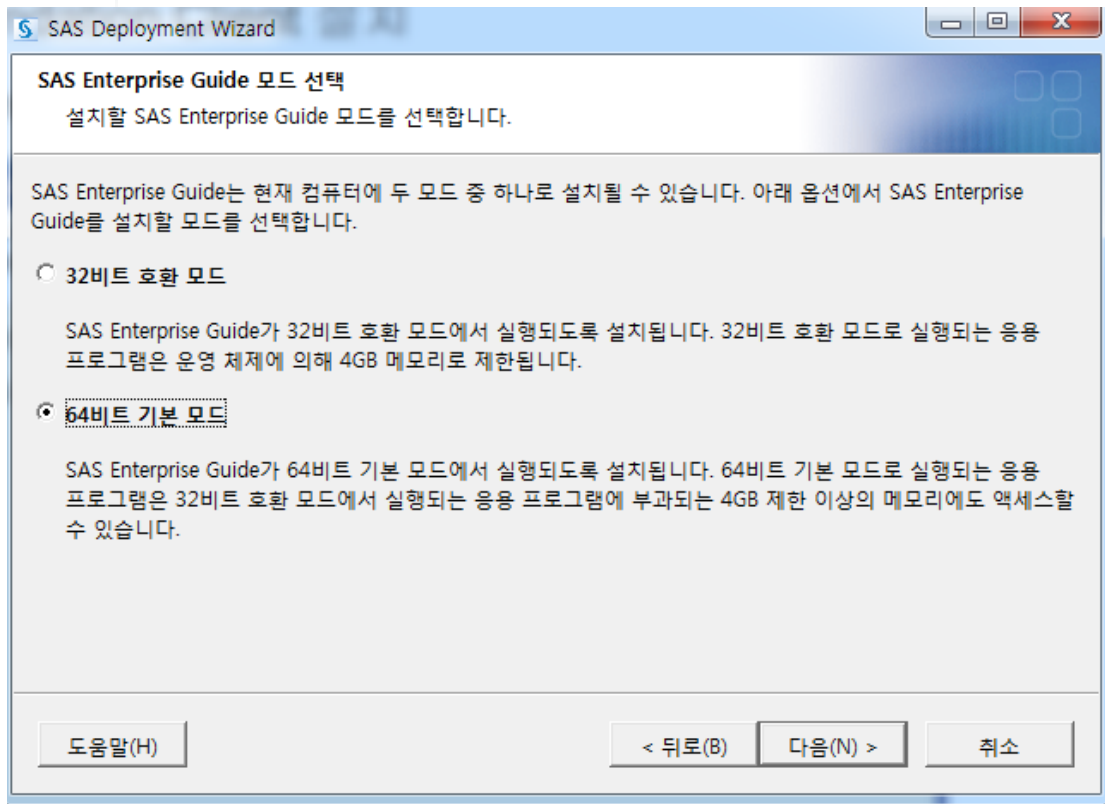 SAS Deployment Wizard
SAS Enterprise Guide 모드 선택
설치할 SAS Enterprise Guide 모드를 선택합니다.
SAS Enterprise Guide는 현재 컴퓨터에 두 모드 중 하나로 설치될 수 있습니다. 아래 옵션에서 SAS Enterprise
Guide를 설치할 모드를 선택합니다.
32비트 호환 모드
SAS Enterprise Guide가 32비트 호환 모드에서 실행되도록 설치됩니다. 32비트 호환 모드로 실행되는 응용
프로그램은 운영 체제에 의해 4GB 메모리로 제한됩니다.
64비트 기본 모드
SAS Enterprise Guide가 64비트 기본 모드에서 실행되도록 설치됩니다. 64비트 기본 모드로 실행되는 응용
프로그램은 32비트 호환 모드에서 실행되는 응용 프로그램에 부과되는 4GB 제한 이상의 메모리에도 액세스할
수 있습니다.
도움말(H)
< 뒤로(B)
다음(N) >
취소